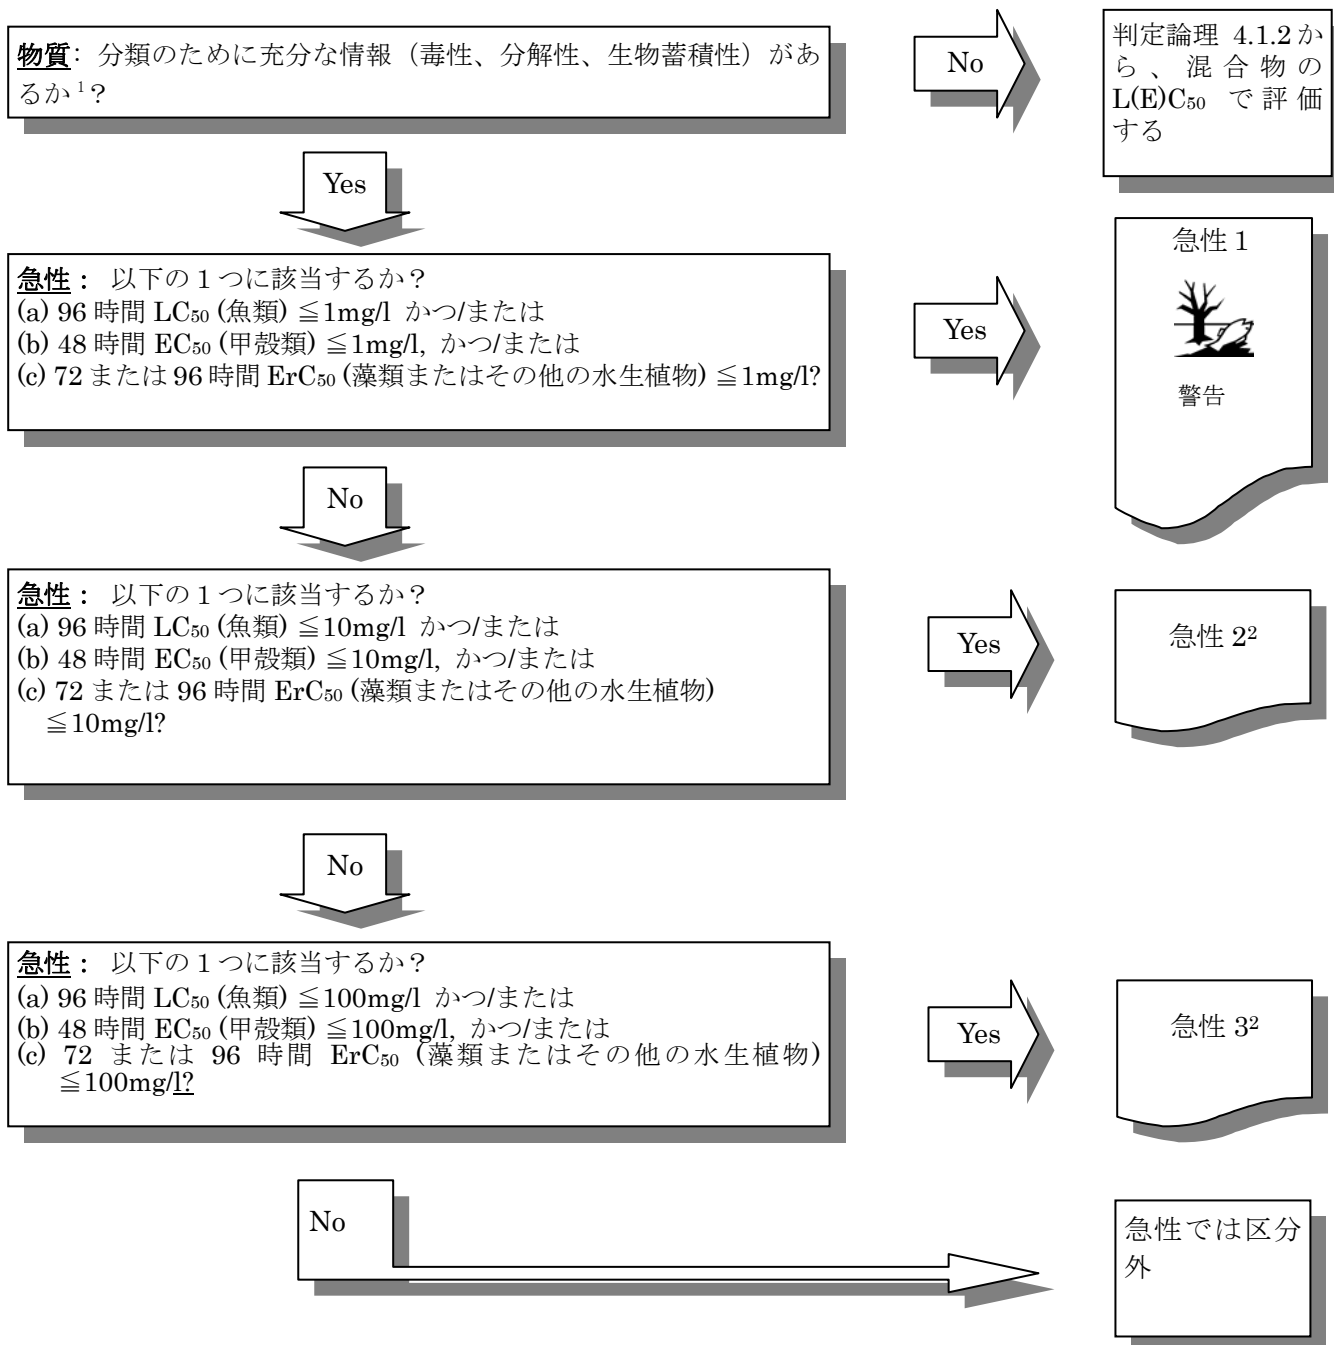 物質: 分類のために充分な情報（毒性、分解性、生物蓄積性）があ
るか¹？
No
判定論理 4.1.2か
ら、混合物の
L(E)C₅₀ で評価
する
Yes
急性： 以下の１つに該当するか？
(a) 96 時間 LC₅₀ (魚類) ≦1mg/l かつ/または
(b) 48 時間 EC₅₀ (甲殻類) ≦1mg/l, かつ/または
(c) 72 または 96 時間 ErC₅₀ (藻類またはその他の水生植物) ≦1mg/l?
Yes
急性 1
警告
No
急性： 以下の１つに該当するか？
(a) 96 時間 LC₅₀ (魚類) ≦10mg/l かつ/または
(b) 48 時間 EC₅₀ (甲殻類) ≦10mg/l, かつ/または
(c) 72 または 96 時間 ErC₅₀ (藻類またはその他の水生植物)
≦10mg/l?
Yes
急性 2²
No
急性： 以下の１つに該当するか？
(a) 96 時間 LC₅₀ (魚類) ≦100mg/l かつ/または
(b) 48 時間 EC₅₀ (甲殻類) ≦100mg/l, かつ/または
(c) 72 または 96 時間 ErC₅₀ (藻類またはその他の水生植物)
≦100mg/l?
Yes
急性 3²
No
急性では区分
外